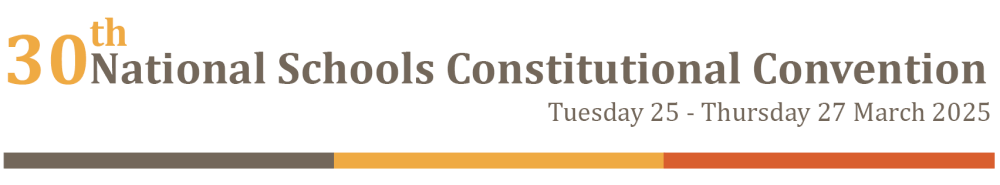 30th National Schools Constitutional Convention
Tuesday 25 - Thursday 27 March 2025